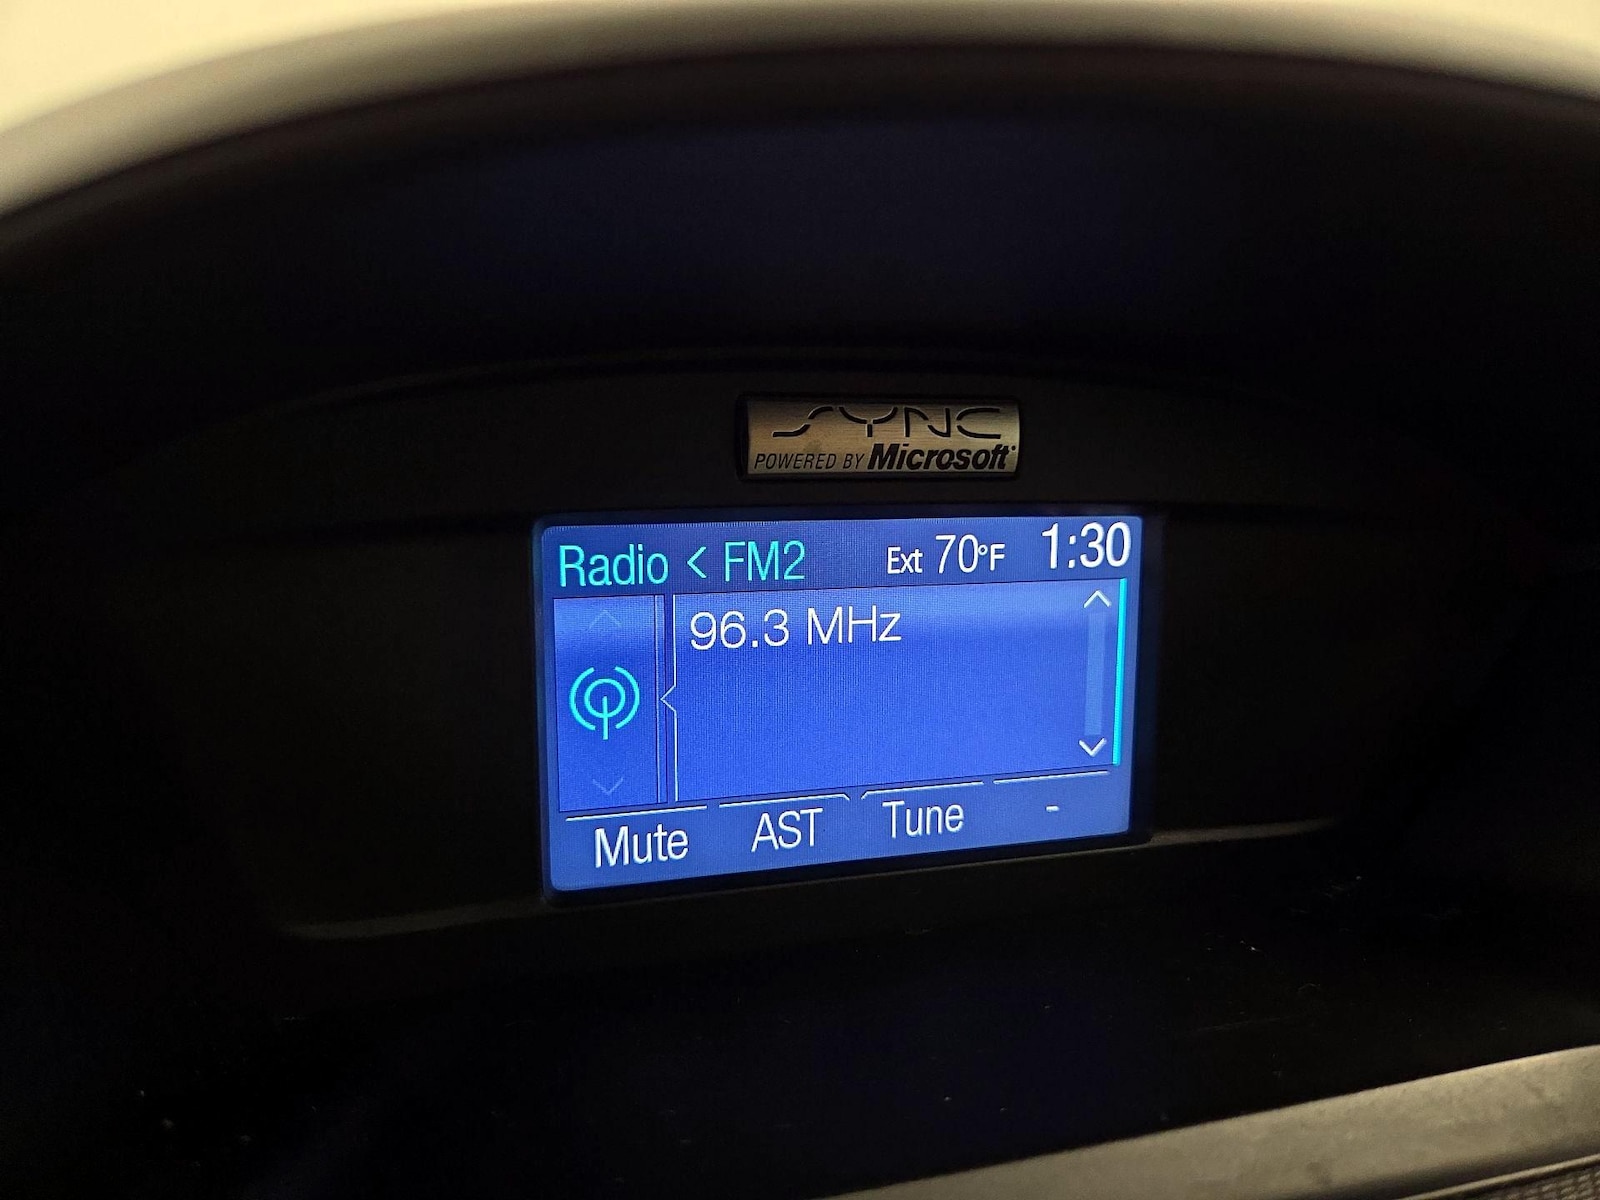 SYNC
POWERED BY Microsoft
Radio < FM2 Ext 70°F 1:30
96.3 MHz
Mute AST Tune -